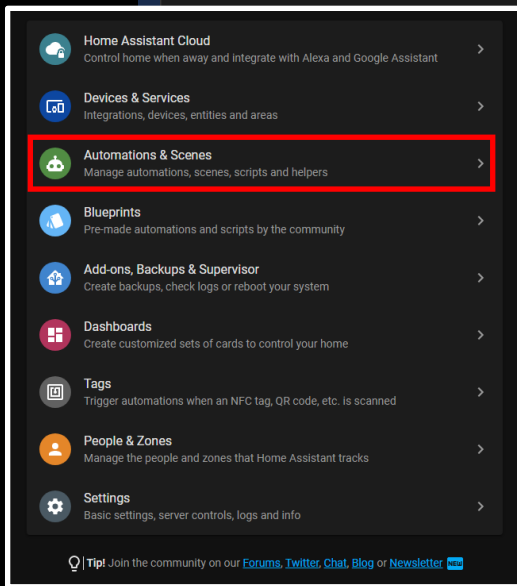 Home Assistant Cloud
Control home when away and integrate with Alexa and Google Assistant
Devices & Services
Integrations, devices, entities and areas
Automations & Scenes
Manage automations, scenes, scripts and helpers
Blueprints
Pre-made automations and scripts by the community
Add-ons, Backups & Supervisor
Create backups, check logs or reboot your system
Dashboards
Create customized sets of cards to control your home
Tags
Trigger automations when an NFC tag, QR code, etc. is scanned
People & Zones
Manage the people and zones that Home Assistant tracks
Settings
Basic settings, server controls, logs and info
Tip! Join the community on our Forums, Twitter, Chat, Blog or Newsletter NEW